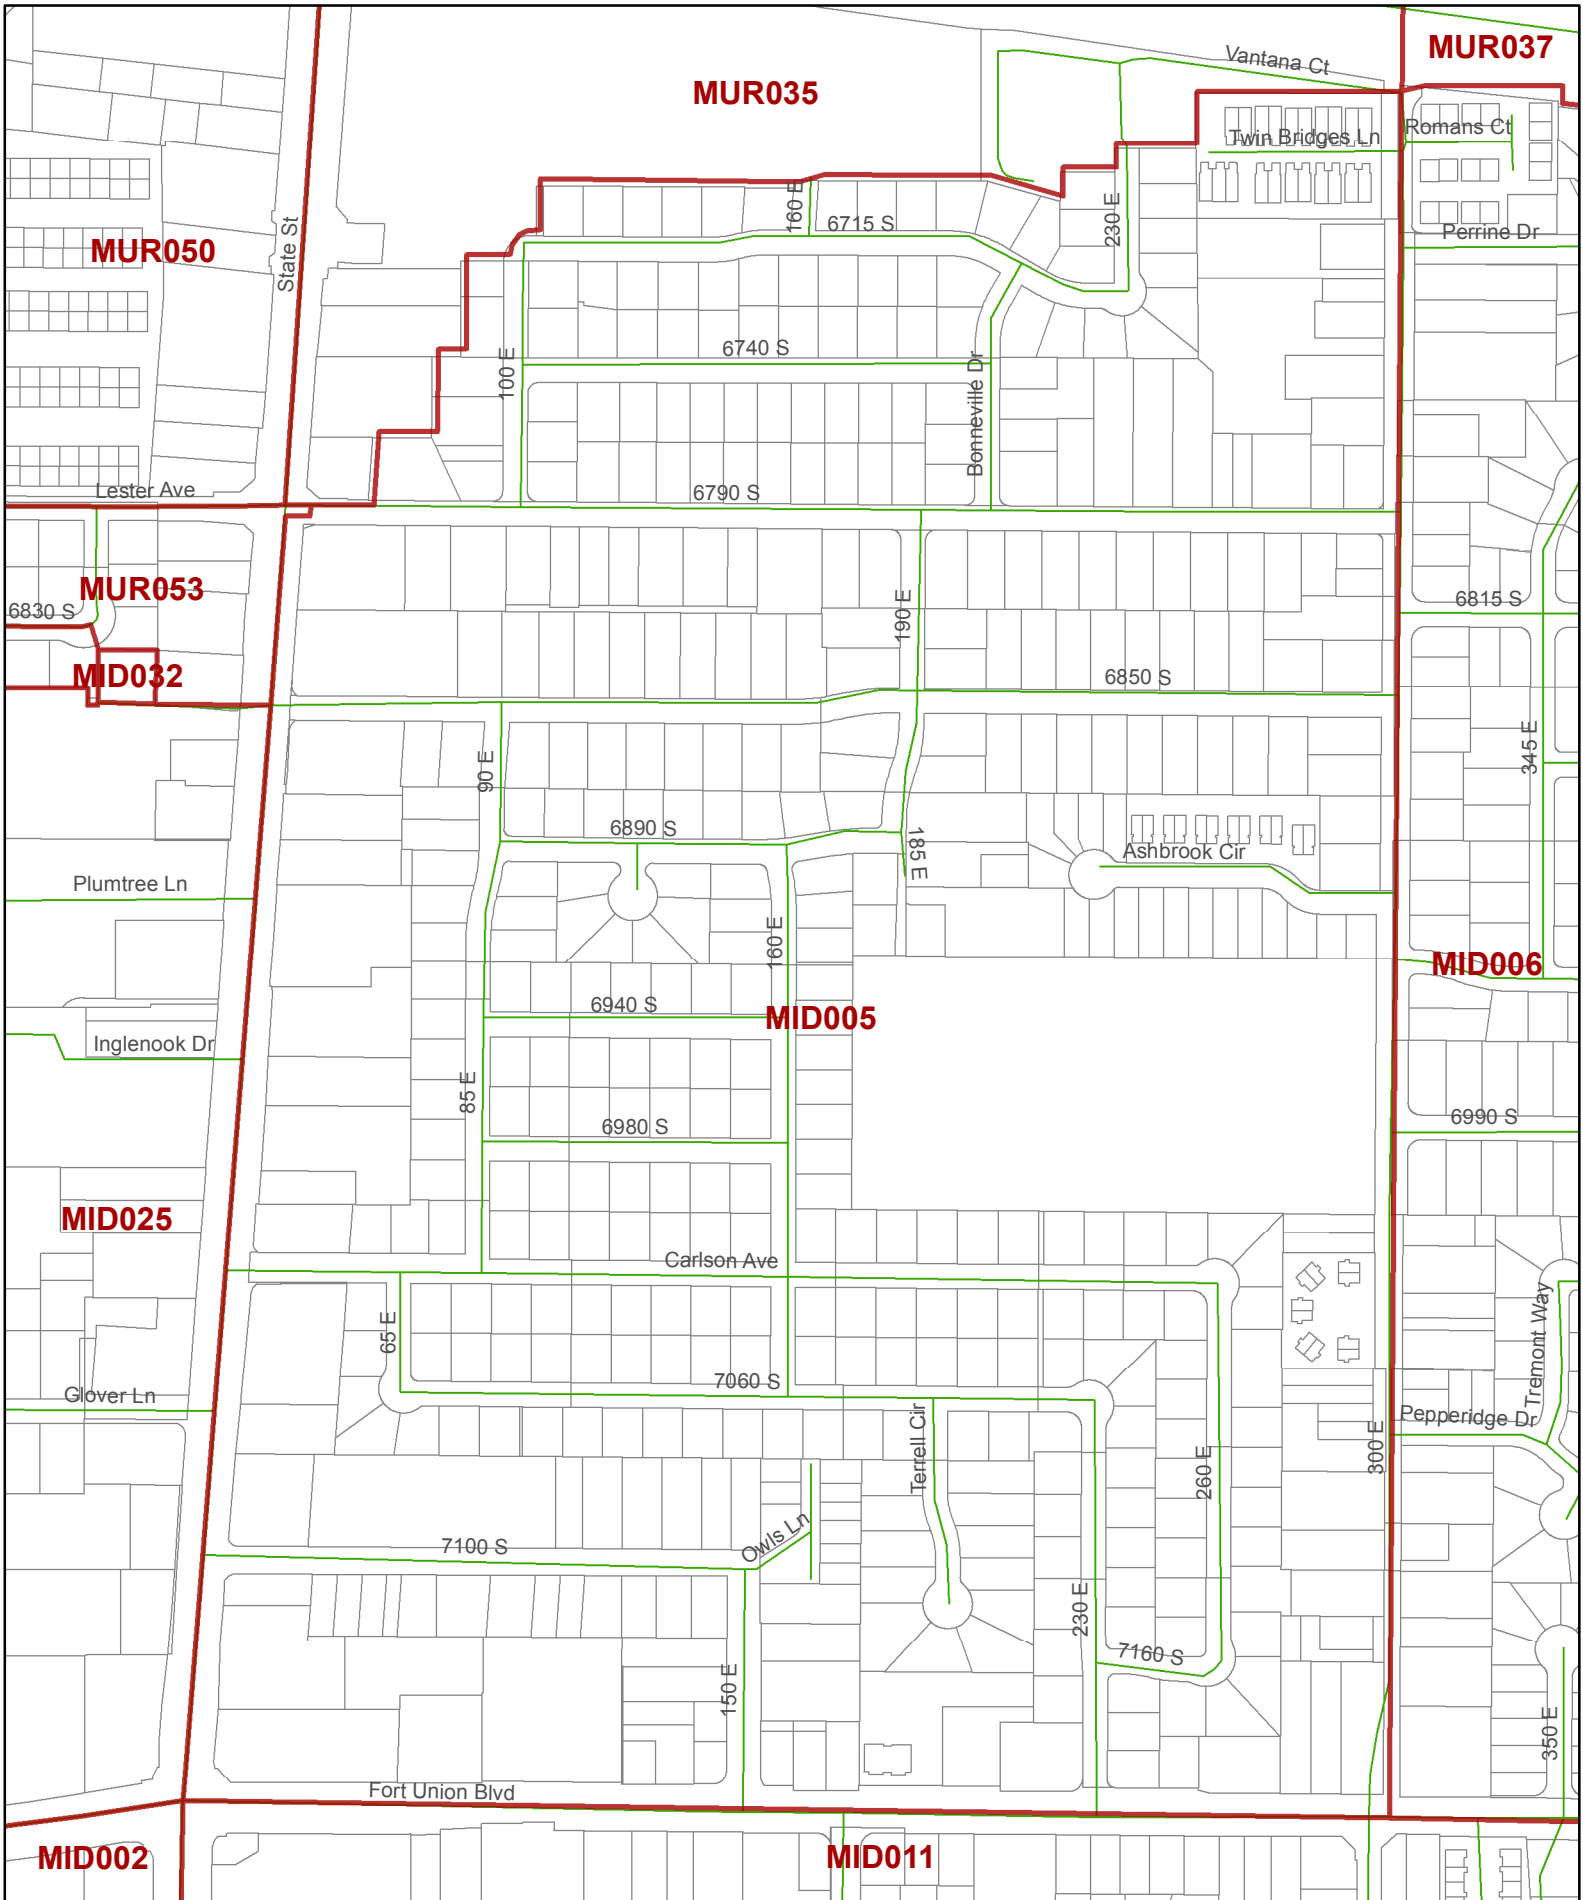 MUR037
Vantana Ct
MUR035
Romans Ct
Twin Bridges Ln
160 E
230 E
6715 S
Perrine Dr
MUR050
State St
6740 S
100 E
Bonneville Dr
Lester Ave
6790 S
MUR053
6830 S
190 E
6815 S
MID032
6850 S
90 E
345 E
6890 S
185 E
Ashbrook Cir
Plumtree Ln
160 E
MID006
6940 S
MID005
Inglenook Dr
85 E
6980 S
6990 S
MID025
Carlson Ave
65 E
Tremont Way
7060 S
Glover Ln
Terrell Cir
Pepperidge Dr
300 E
260 E
7100 S
Owls Ln
230 E
7160 S
150 E
350 E
Fort Union Blvd
MID002
MID011